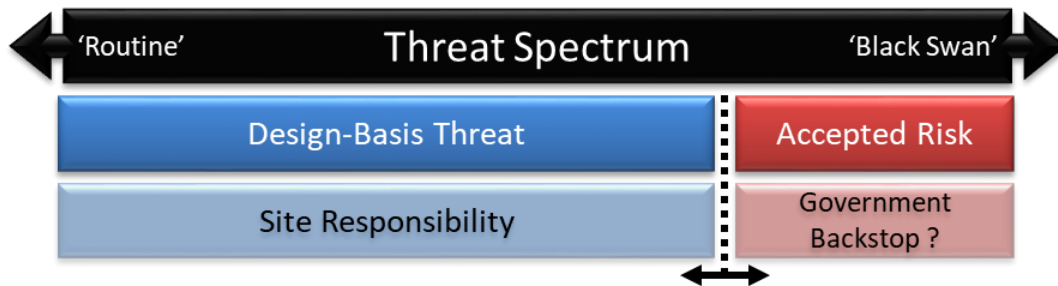 ‘Routine’ Threat Spectrum ‘Black Swan’
Design-Basis Threat Accepted Risk
Site Responsibility Government
Backstop ?